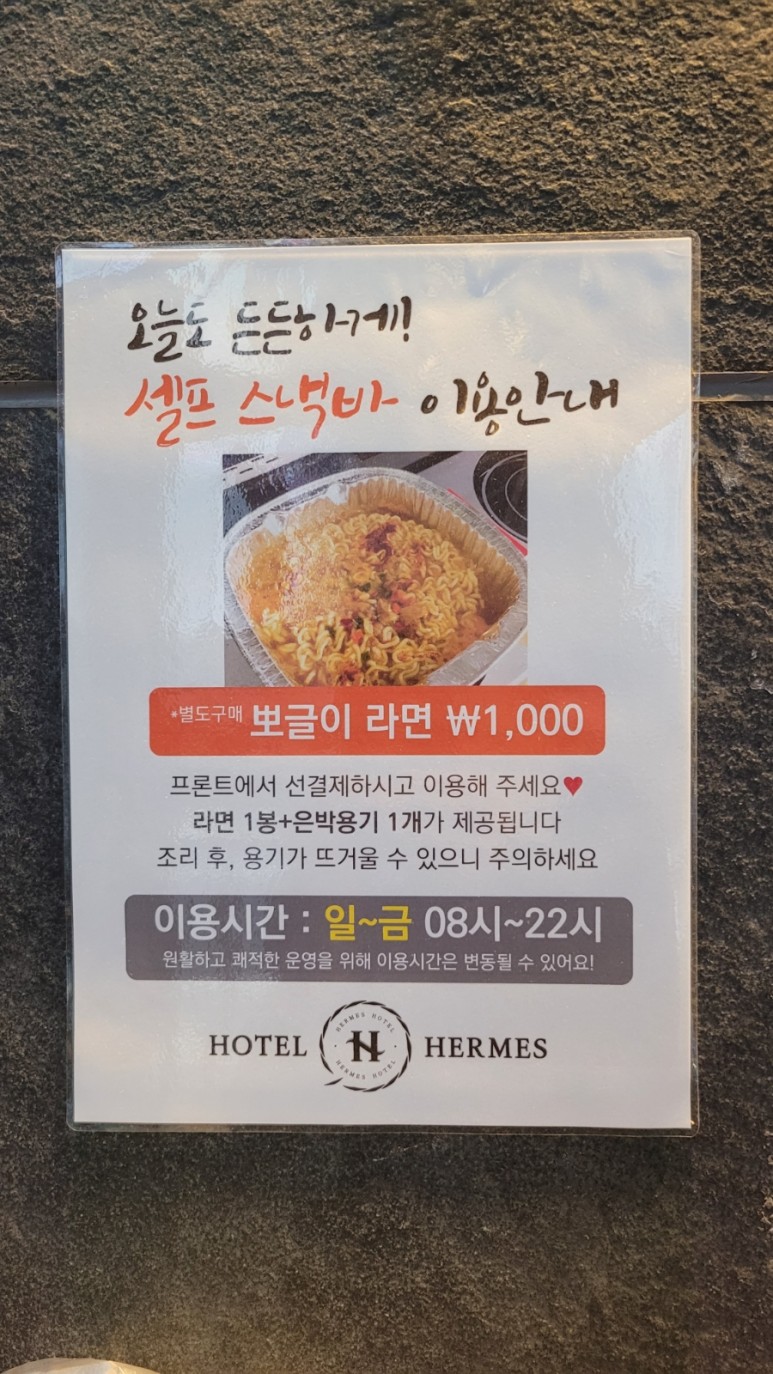 오늘도 든든하게!
셀프 스낵바 이용안내
*별도구매 뽀글이 라면 ₩1,000
프론트에서 선결제하시고 이용해 주세요♥
라면 1봉+은박용기 1개가 제공됩니다
조리 후, 용기가 뜨거울 수 있으니 주의하세요
이용시간 : 일~금 08시~22시
원활하고 쾌적한 운영을 위해 이용시간은 변동될 수 있어요!
HOTEL H HERMES
HERMES HOTEL
HERMES HOTEL